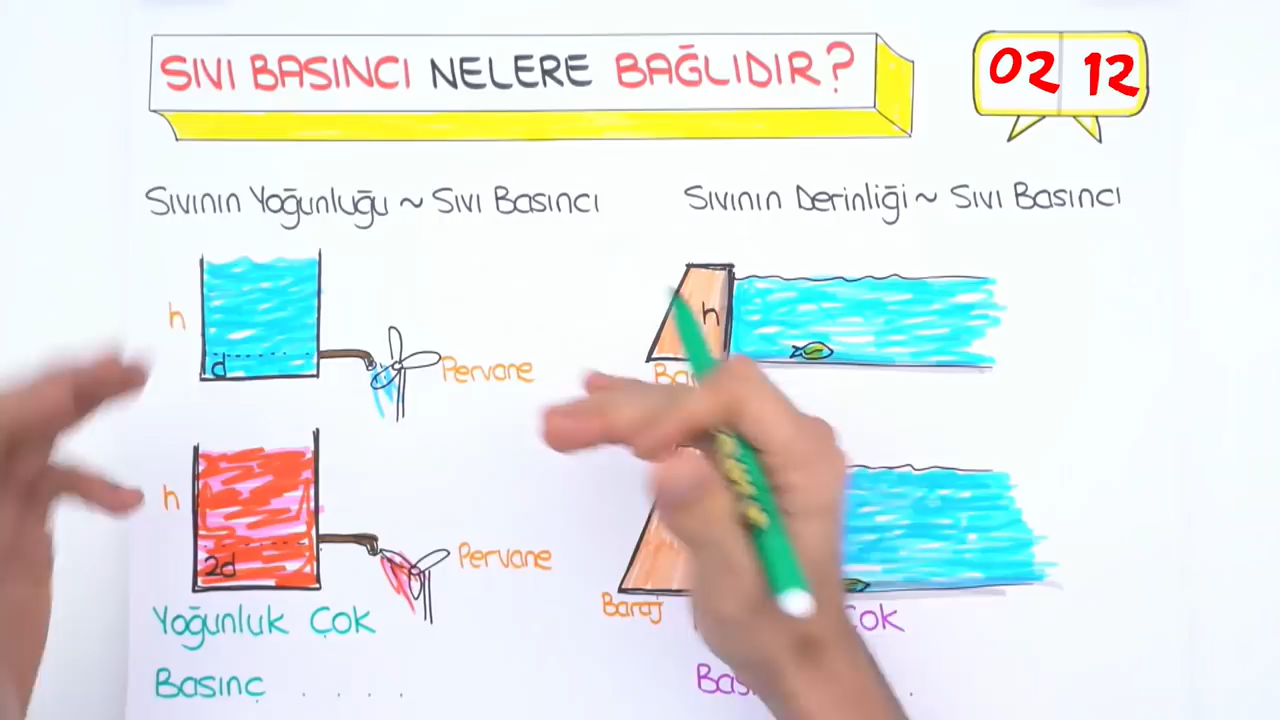 SIVI BASINCI NELERE BAĞLIDIR?
02 12
Sıvının Yoğunluğu ~ Sıvı Basıncı
Sıvının Derinliği ~ Sıvı Basıncı
h
d
Pervane
h
h
2d
Pervane
Baraj
Yoğunluk Çok
Basınç . . . .